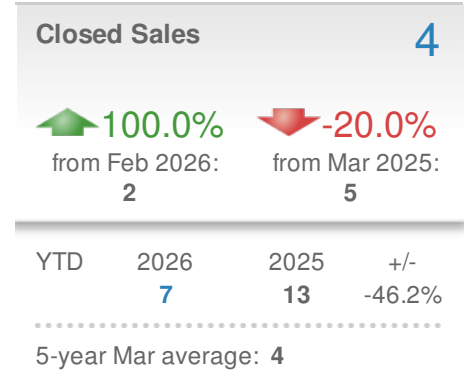 Closed Sales 4
100.0% -20.0%
from Feb 2026: from Mar 2025:
2 5
YTD 2026 2025 +/-
7 13 -46.2%
5-year Mar average: 4